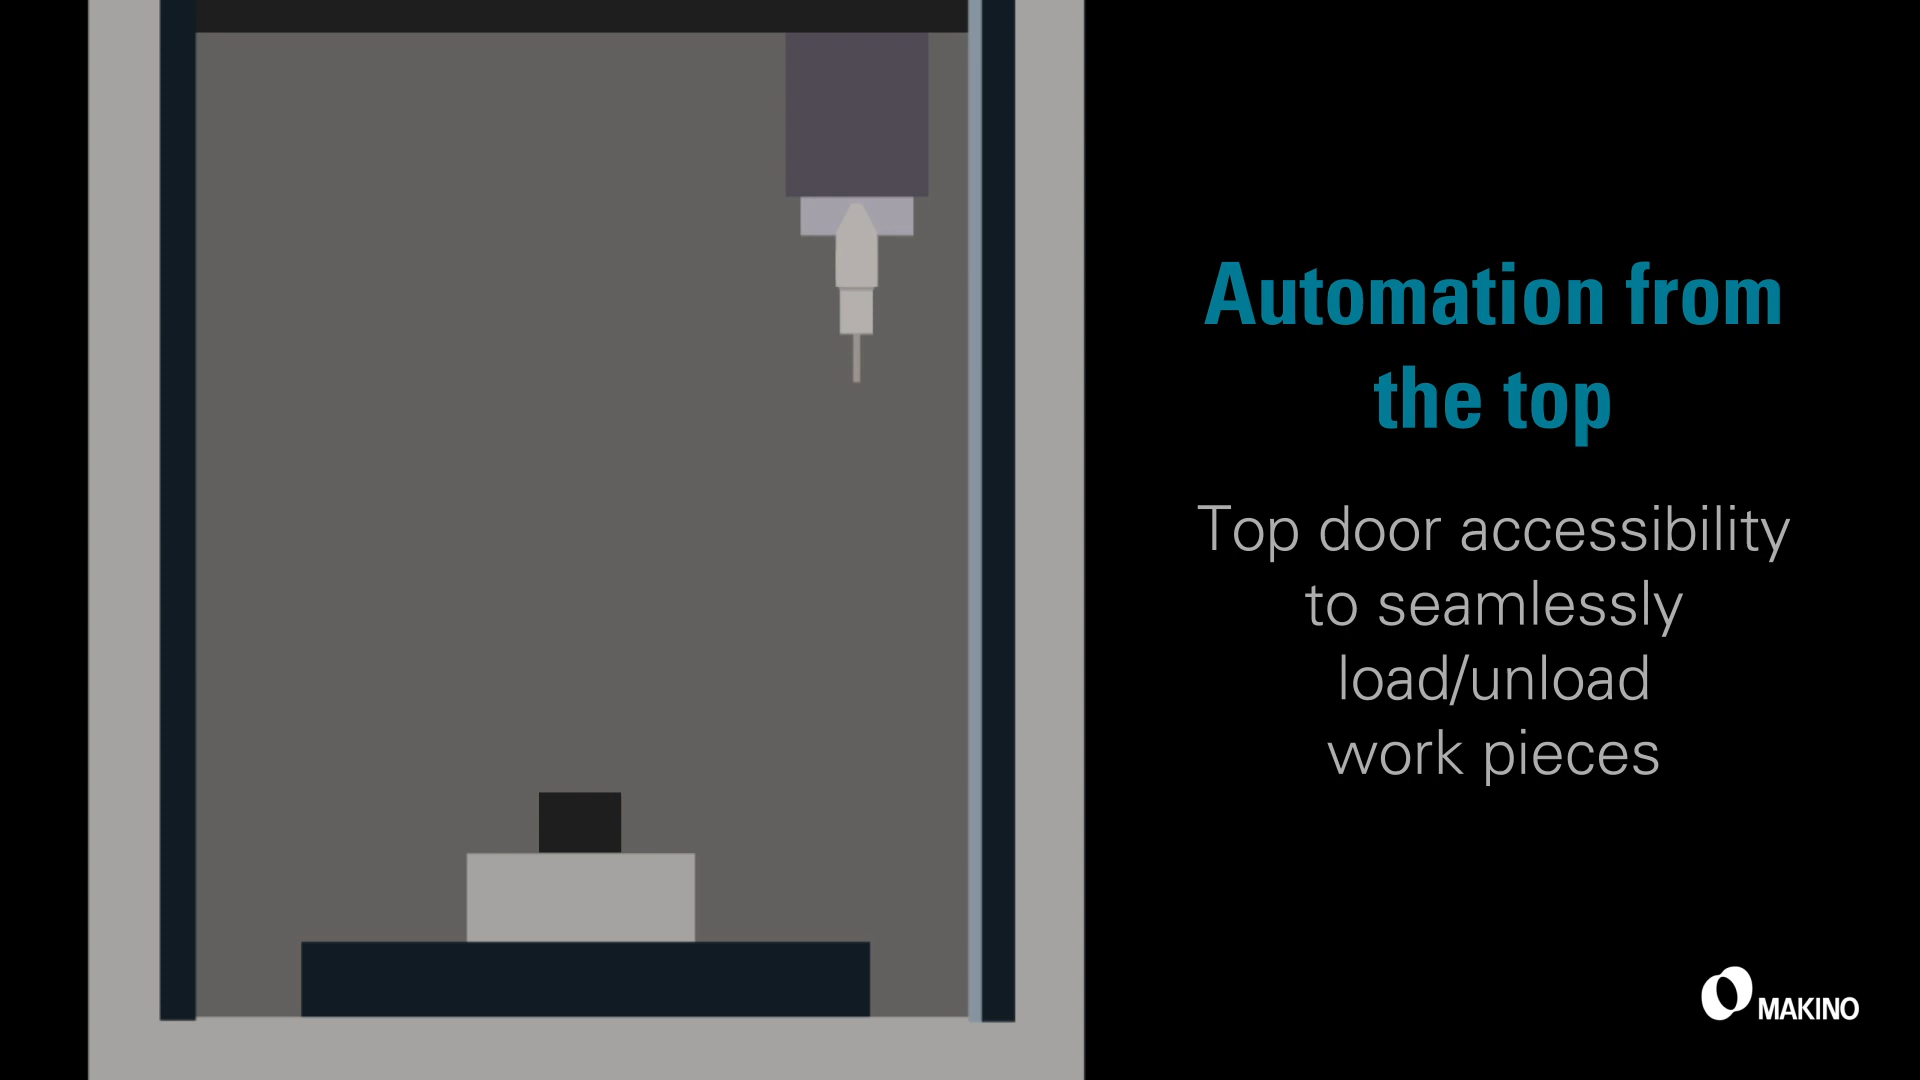 Automation from
the top
Top door accessibility
to seamlessly
load/unload
work pieces
MAKINO